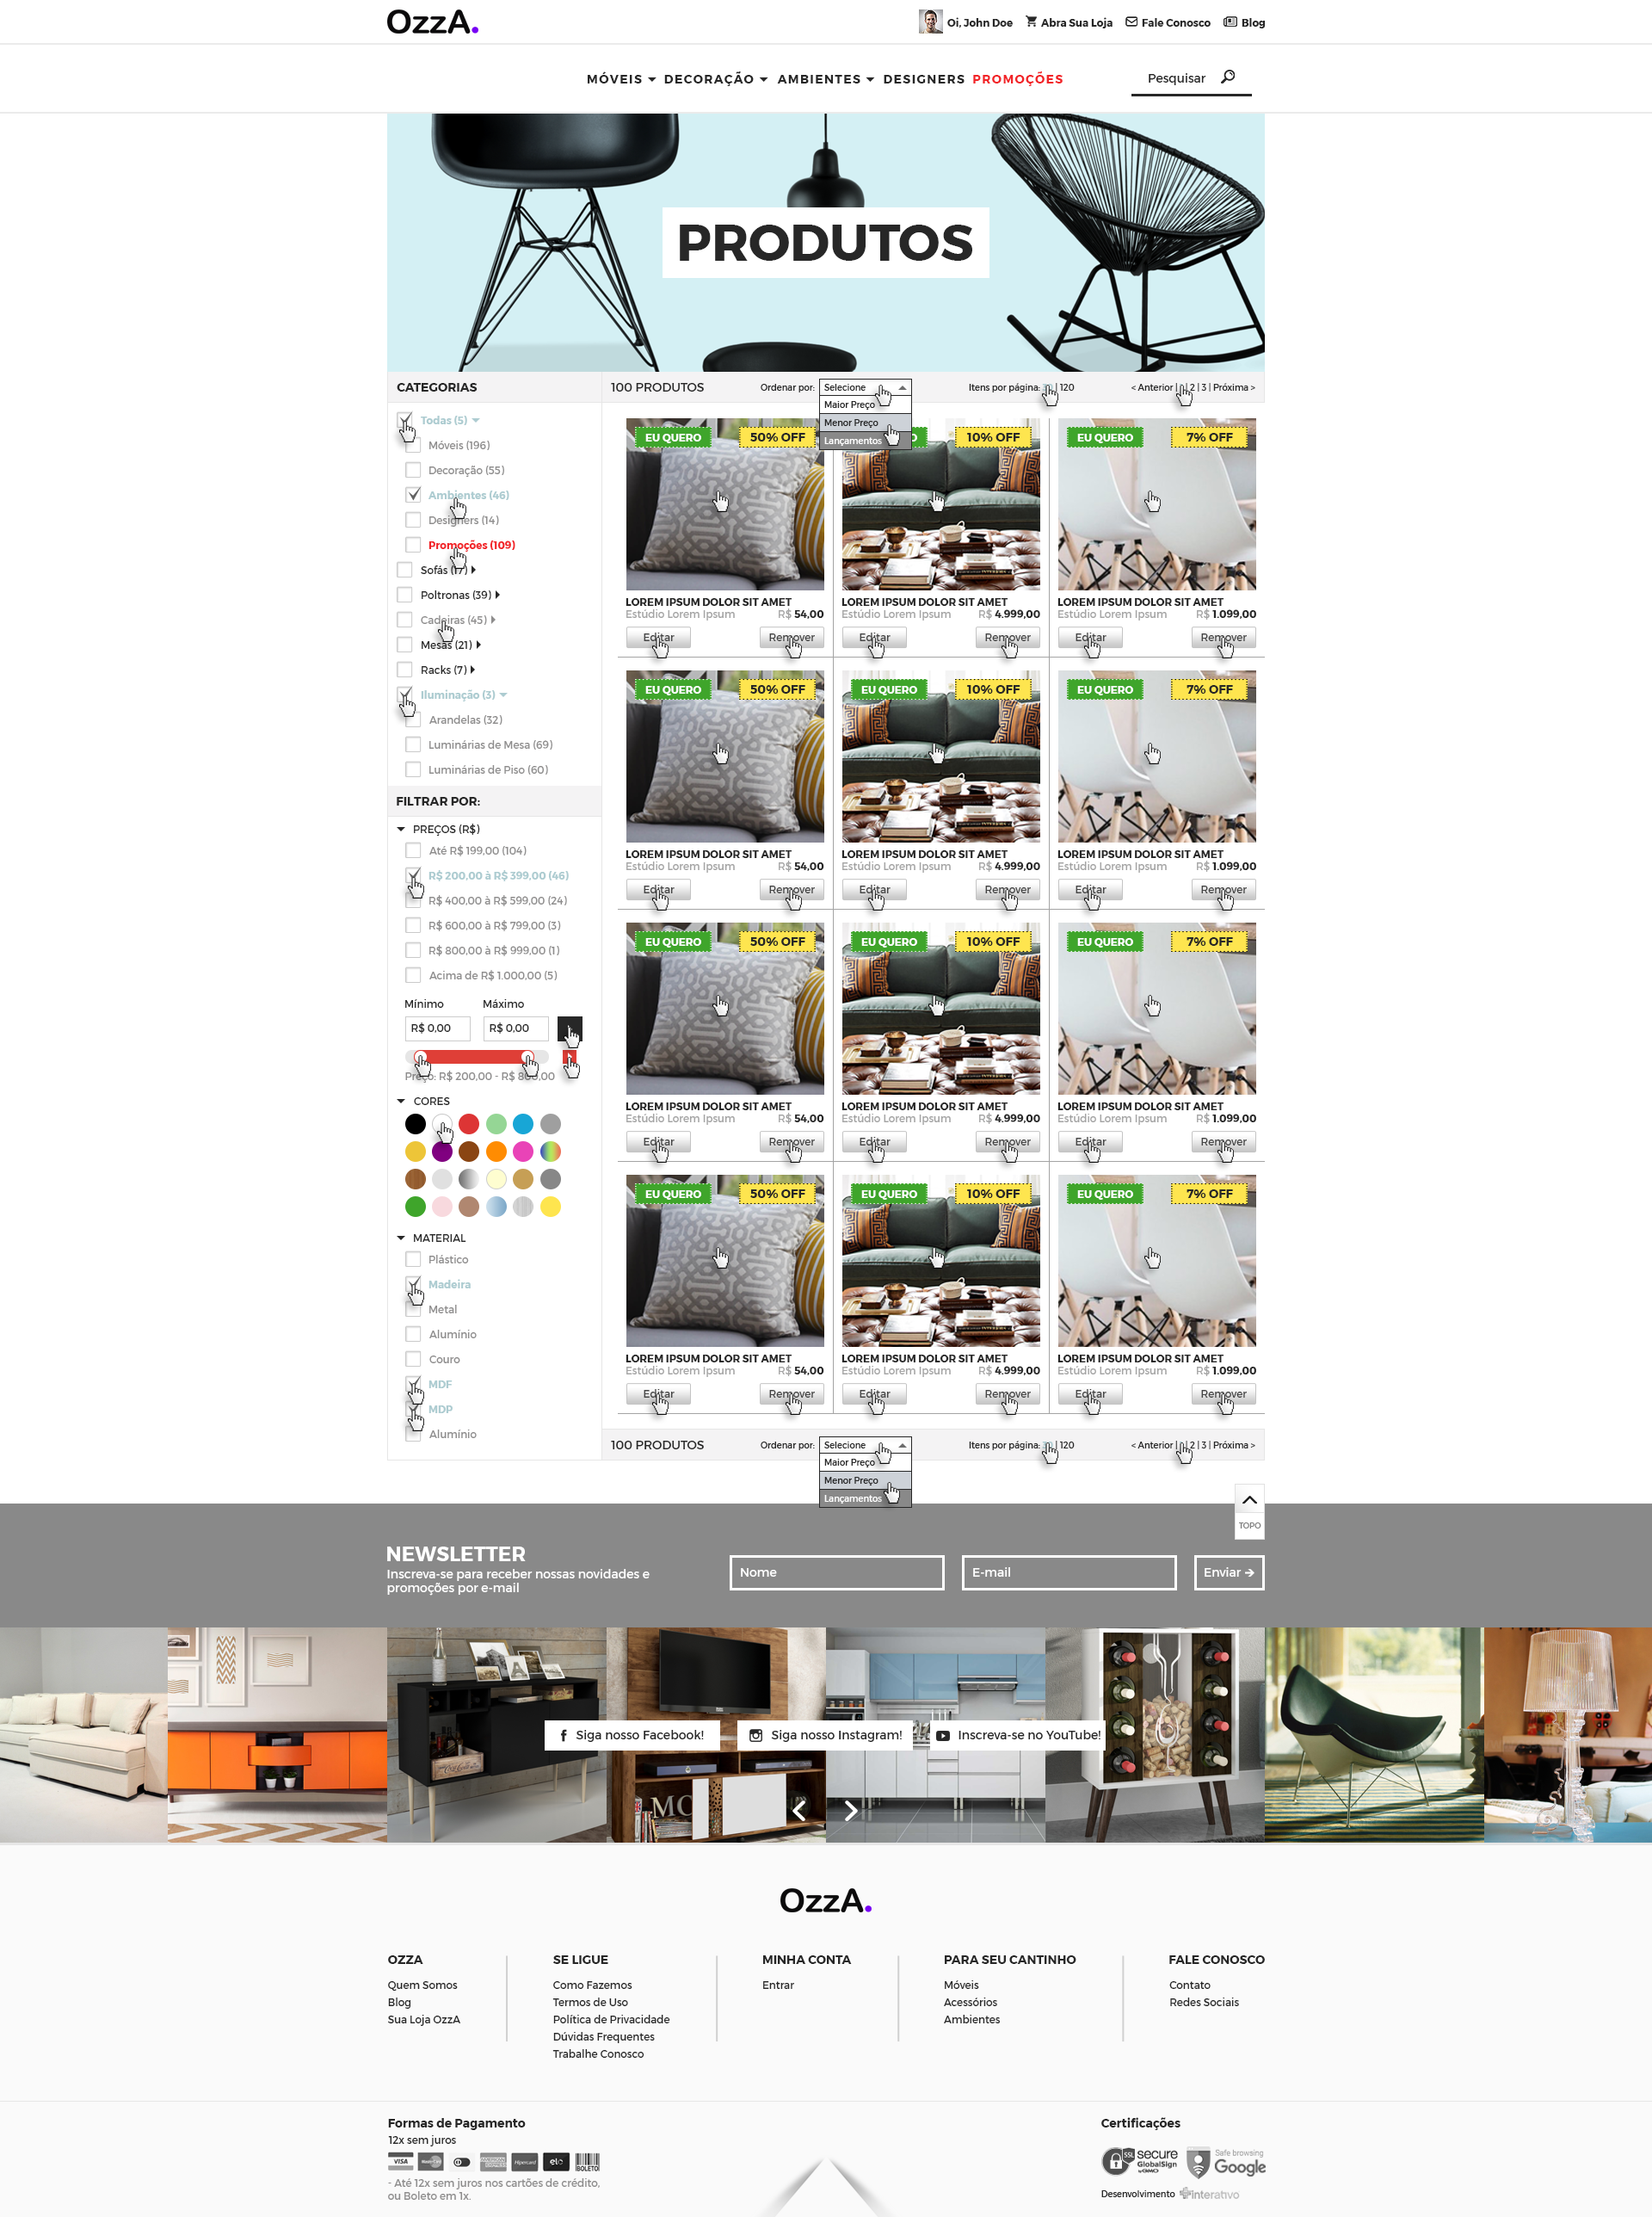 OzzA.
Oi, John Doe Abra Sua Loja Fale Conosco Blog
MÓVEIS DECORAÇÃO AMBIENTES DESIGNERS PROMOÇÕES
Pesquisar
PRODUTOS
CATEGORIAS
Todas (5)
Móveis (196)
Decoração (55)
Ambientes (46)
Designers (14)
Promoções (109)
Sofás (17)
Poltronas (39)
Cadeiras (45)
Mesas (21)
Racks (7)
Iluminação (3)
Arandelas (32)
Luminárias de Mesa (69)
Luminárias de Piso (60)
FILTRAR POR:
PREÇOS (R$)
Até R$ 199,00 (104)
R$ 200,00 à R$ 399,00 (46)
R$ 400,00 à R$ 599,00 (24)
R$ 600,00 à R$ 799,00 (3)
R$ 800,00 à R$ 999,00 (1)
Acima de R$ 1.000,00 (5)
Mínimo Máximo
R$ 0,00 R$ 0,00
Preço: R$ 200,00 - R$ 800,00
CORES
MATERIAL
Plástico
Madeira
Metal
Alumínio
Couro
MDF
MDP
Alumínio
100 PRODUTOS Ordenar por: Selecione Itens por página: | 120 < Anterior | | 2 | 3 | Próxima >
Maior Preço
Menor Preço
Lançamentos
EU QUERO 50% OFF 10% OFF EU QUERO 7% OFF
LOREM IPSUM DOLOR SIT AMET LOREM IPSUM DOLOR SIT AMET LOREM IPSUM DOLOR SIT AMET
Estúdio Lorem Ipsum R$ 54,00 Estúdio Lorem Ipsum R$ 4.999,00 Estúdio Lorem Ipsum R$ 1.099,00
Editar Remover Editar Remover Editar Remover
EU QUERO 50% OFF EU QUERO 10% OFF EU QUERO 7% OFF
LOREM IPSUM DOLOR SIT AMET LOREM IPSUM DOLOR SIT AMET LOREM IPSUM DOLOR SIT AMET
Estúdio Lorem Ipsum R$ 54,00 Estúdio Lorem Ipsum R$ 4.999,00 Estúdio Lorem Ipsum R$ 1.099,00
Editar Remover Editar Remover Editar Remover
EU QUERO 50% OFF EU QUERO 10% OFF EU QUERO 7% OFF
LOREM IPSUM DOLOR SIT AMET LOREM IPSUM DOLOR SIT AMET LOREM IPSUM DOLOR SIT AMET
Estúdio Lorem Ipsum R$ 54,00 Estúdio Lorem Ipsum R$ 4.999,00 Estúdio Lorem Ipsum R$ 1.099,00
Editar Remover Editar Remover Editar Remover
EU QUERO 50% OFF EU QUERO 10% OFF EU QUERO 7% OFF
LOREM IPSUM DOLOR SIT AMET LOREM IPSUM DOLOR SIT AMET LOREM IPSUM DOLOR SIT AMET
Estúdio Lorem Ipsum R$ 54,00 Estúdio Lorem Ipsum R$ 4.999,00 Estúdio Lorem Ipsum R$ 1.099,00
Editar Remover Editar Remover Editar Remover
100 PRODUTOS Ordenar por: Selecione Itens por página: | 120 < Anterior | | 2 | 3 | Próxima >
Maior Preço
Menor Preço
Lançamentos
TOPO
NEWSLETTER
Inscreva-se para receber nossas novidades e
promoções por e-mail
Nome E-mail Enviar
Siga nosso Facebook! Siga nosso Instagram! Inscreva-se no YouTube!
OzzA.
OZZA
Quem Somos
Blog
Sua Loja OzzA
SE LIGUE
Como Fazemos
Termos de Uso
Política de Privacidade
Dúvidas Frequentes
Trabalhe Conosco
MINHA CONTA
Entrar
PARA SEU CANTINHO
Móveis
Acessórios
Ambientes
FALE CONOSCO
Contato
Redes Sociais
Formas de Pagamento
12x sem juros
VISA MasterCard Hipercard elo BOLETO
- Até 12x sem juros nos cartões de crédito,
ou Boleto em 1x.
Certificações
SSL secure GlobalSign by GMO
Safe browsing Google
Desenvolvimento interativo